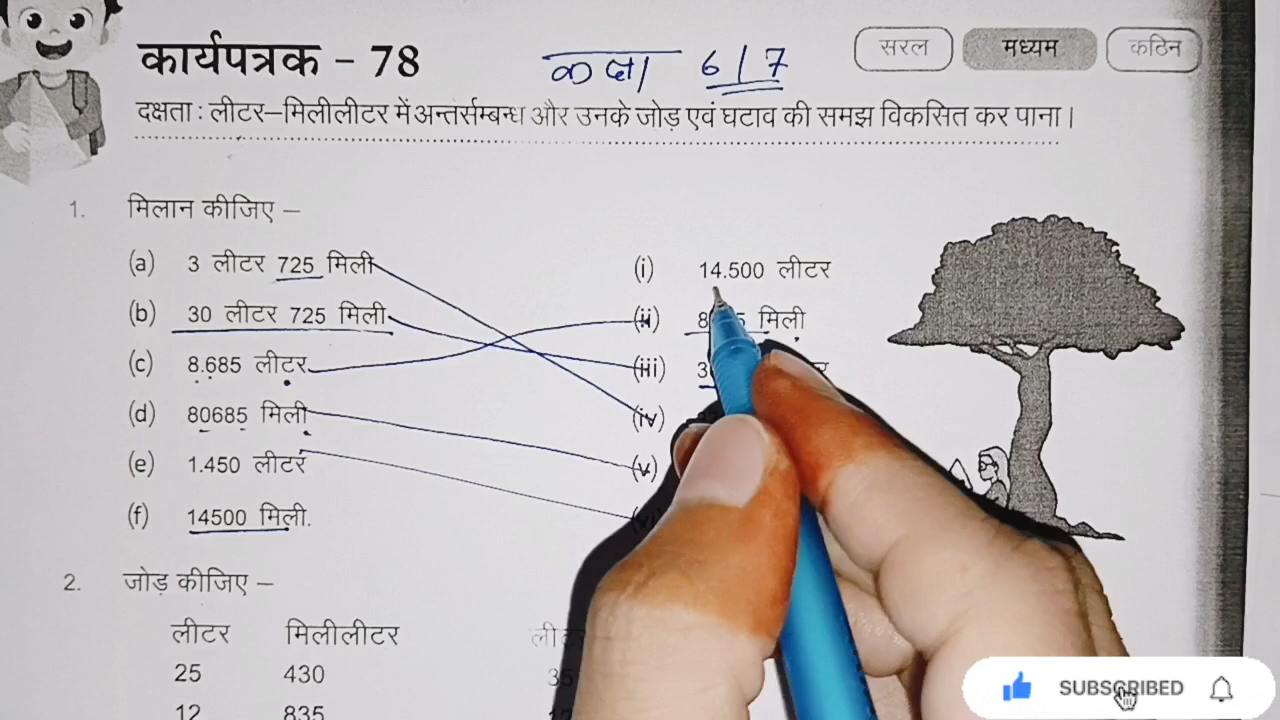 कार्यपत्रक – 78 कक्षा 6 | 7 सरल मध्यम कठिन
दक्षता : लीटर–मिलीलीटर में अन्तर्सम्बन्ध और उनके जोड़ एवं घटाव की समझ विकसित कर पाना।
1. मिलान कीजिए –
(a) 3 लीटर 725 मिली (i) 14.500 लीटर
(b) 30 लीटर 725 मिली (ii) मिली
(c) 8.685 लीटर (iii)
(d) 80685 मिली (iv)
(e) 1.450 लीटर (v)
(f) 14500 मिली.
2. जोड़ कीजिए –
लीटर मिलीलीटर
25 430
12 835
SUBSCRIBED